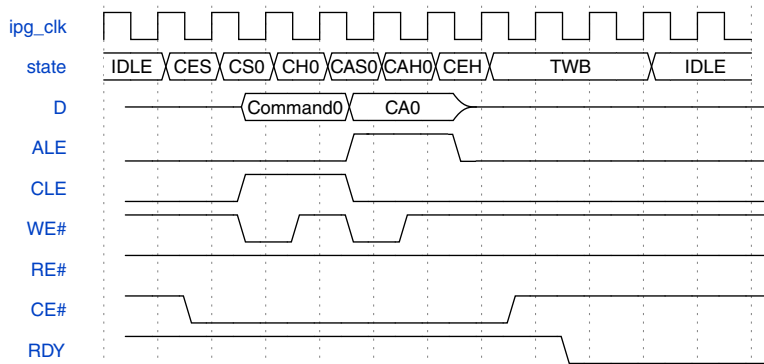 ipg_clk
state IDLE CES CS0 CH0 CAS0 CAH0 CEH TWB IDLE
D Command0 CA0
ALE
CLE
WE#
RE#
CE#
RDY